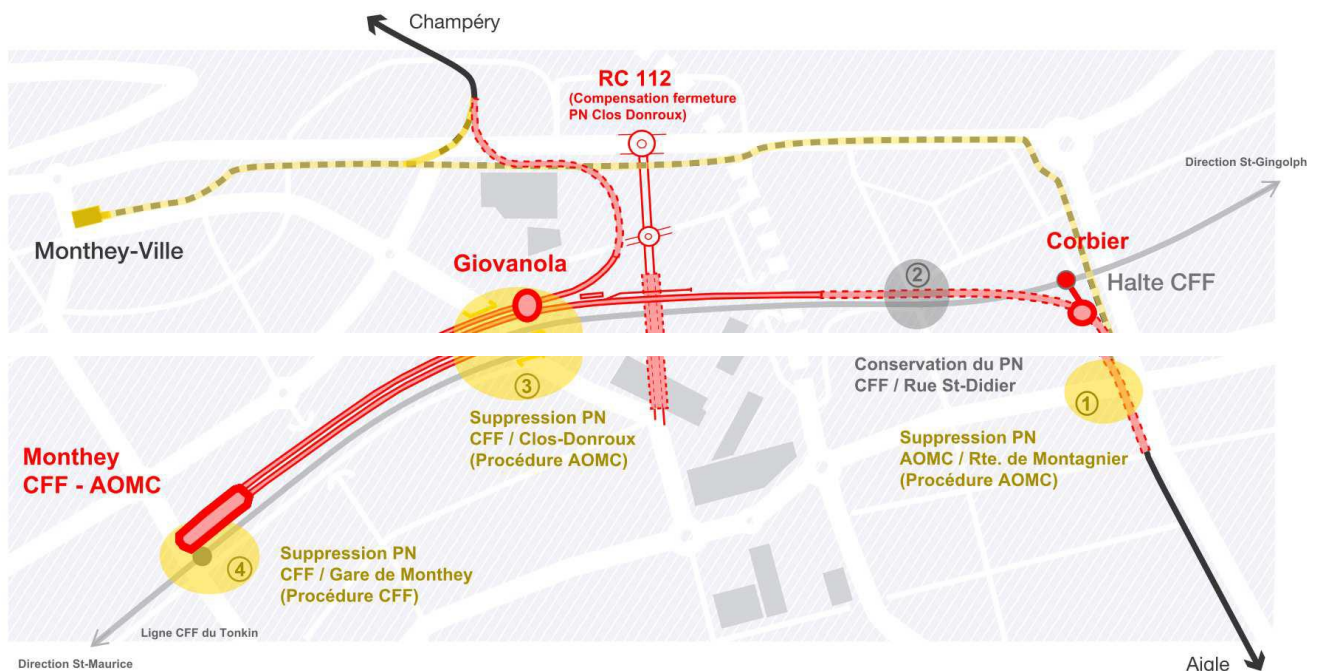 Champéry
RC 112
(Compensation fermeture
PN Clos Donroux)
Direction St-Gingolph
Monthey-Ville
Giovanola
Corbier
Halte CFF
2
Conservation du PN
CFF / Rue St-Didier
3
1
Suppression PN
CFF / Clos-Donroux
(Procédure AOMC)
Suppression PN
AOMC / Rte. de Montagnier
(Procédure AOMC)
Monthey
CFF - AOMC
4
Suppression PN
CFF / Gare de Monthey
(Procédure CFF)
Ligne CFF du Tonkin
Direction St-Maurice
Aigle